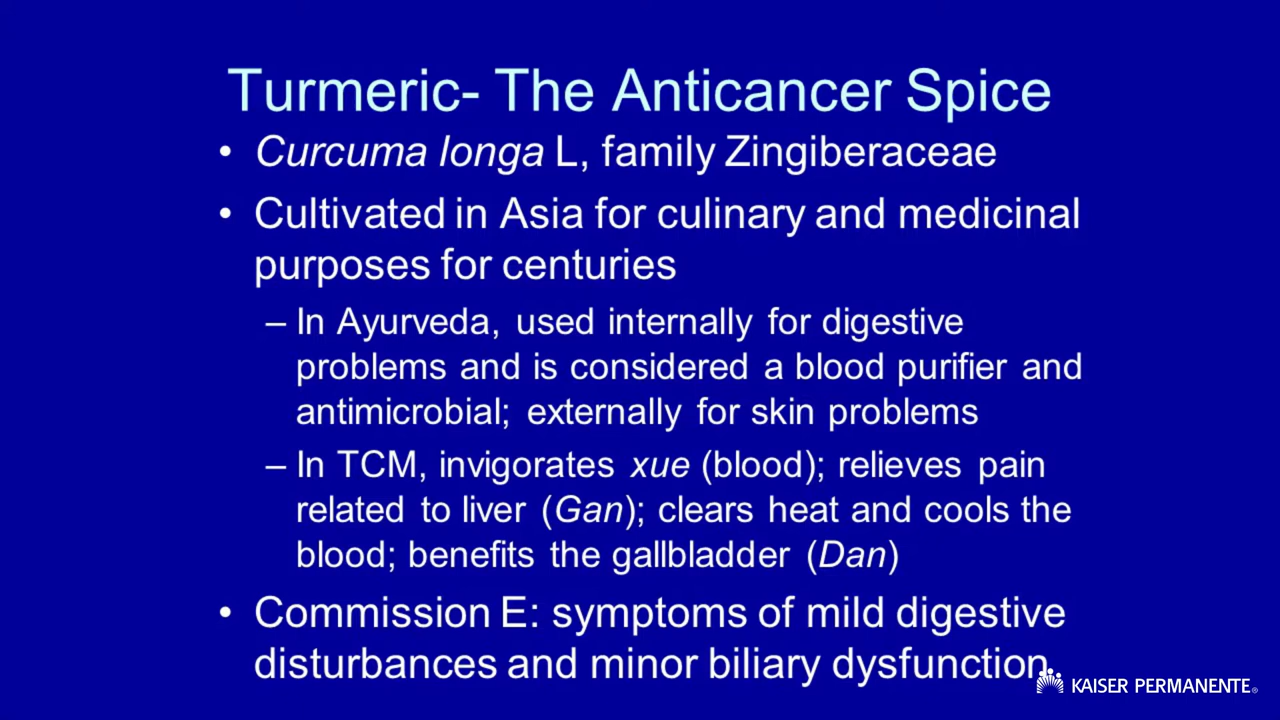 Turmeric- The Anticancer Spice
• Curcuma longa L, family Zingiberaceae
• Cultivated in Asia for culinary and medicinal
purposes for centuries
– In Ayurveda, used internally for digestive
problems and is considered a blood purifier and
antimicrobial; externally for skin problems
– In TCM, invigorates xue (blood); relieves pain
related to liver (Gan); clears heat and cools the
blood; benefits the gallbladder (Dan)
• Commission E: symptoms of mild digestive
disturbances and minor biliary dysfunction.
KAISER PERMANENTE®